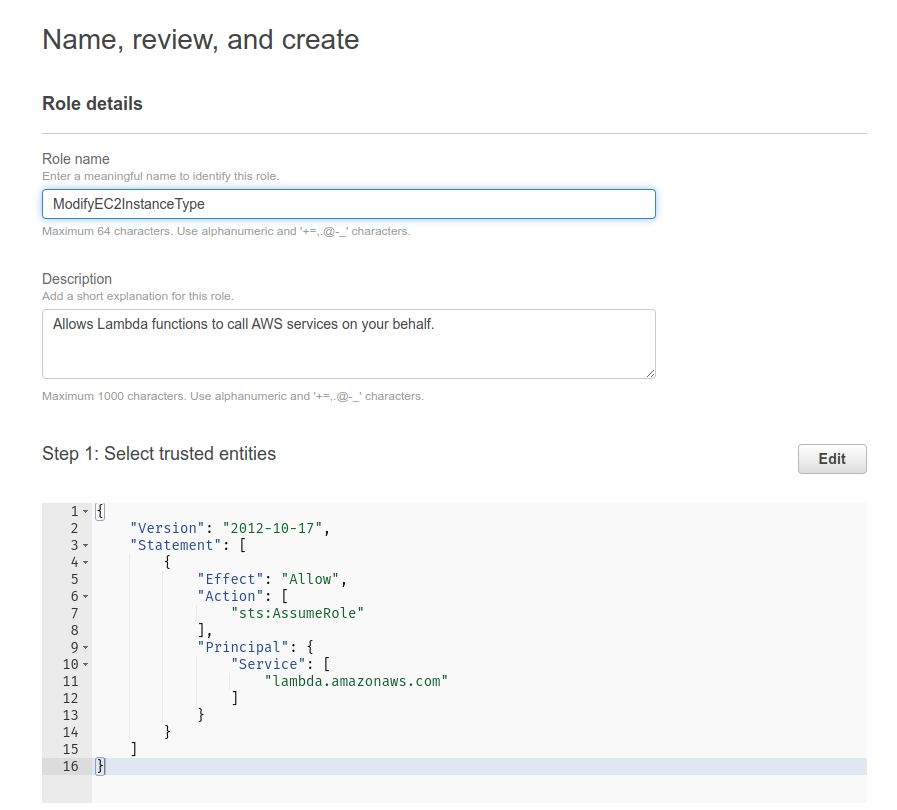 Name, review, and create
Role details
Role name
Enter a meaningful name to identify this role.
ModifyEC2InstanceType
Maximum 64 characters. Use alphanumeric and '+=,.@-_' characters.
Description
Add a short explanation for this role.
Allows Lambda functions to call AWS services on your behalf.
Maximum 1000 characters. Use alphanumeric and '+=,.@-_' characters.
Step 1: Select trusted entities
Edit
1 {
2     "Version": "2012-10-17",
3     "Statement": [
4         {
5             "Effect": "Allow",
6             "Action": [
7                 "sts:AssumeRole"
8             ],
9             "Principal": {
10                 "Service": [
11                     "lambda.amazonaws.com"
12                 ]
13             }
14         }
15     ]
16 }